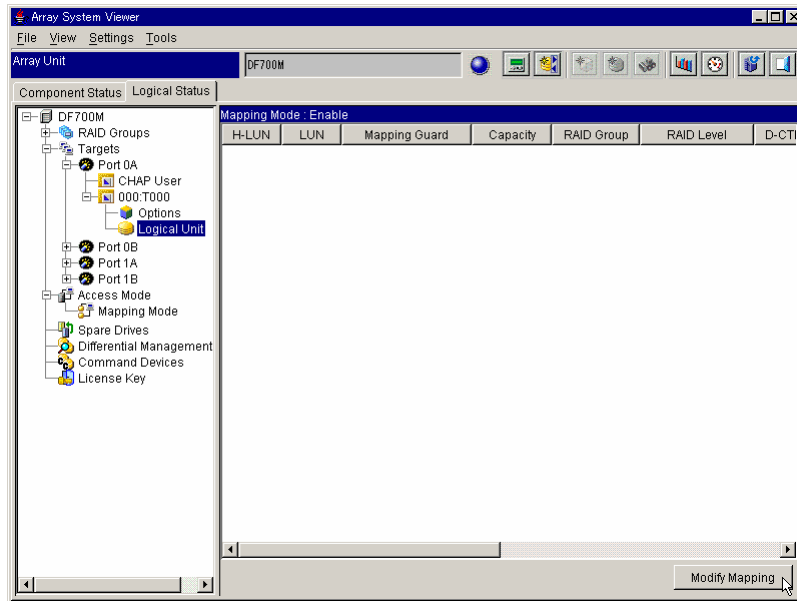 Array System Viewer
File View Settings Tools
Array Unit
DF700M
Component Status Logical Status
DF700M
RAID Groups
Targets
Port 0A
CHAP User
000:T000
Options
Logical Unit
Port 0B
Port 1A
Port 1B
Access Mode
Mapping Mode
Spare Drives
Differential Management
Command Devices
License Key
Mapping Mode : Enable
H-LUN LUN Mapping Guard Capacity RAID Group RAID Level D-CTL
Modify Mapping